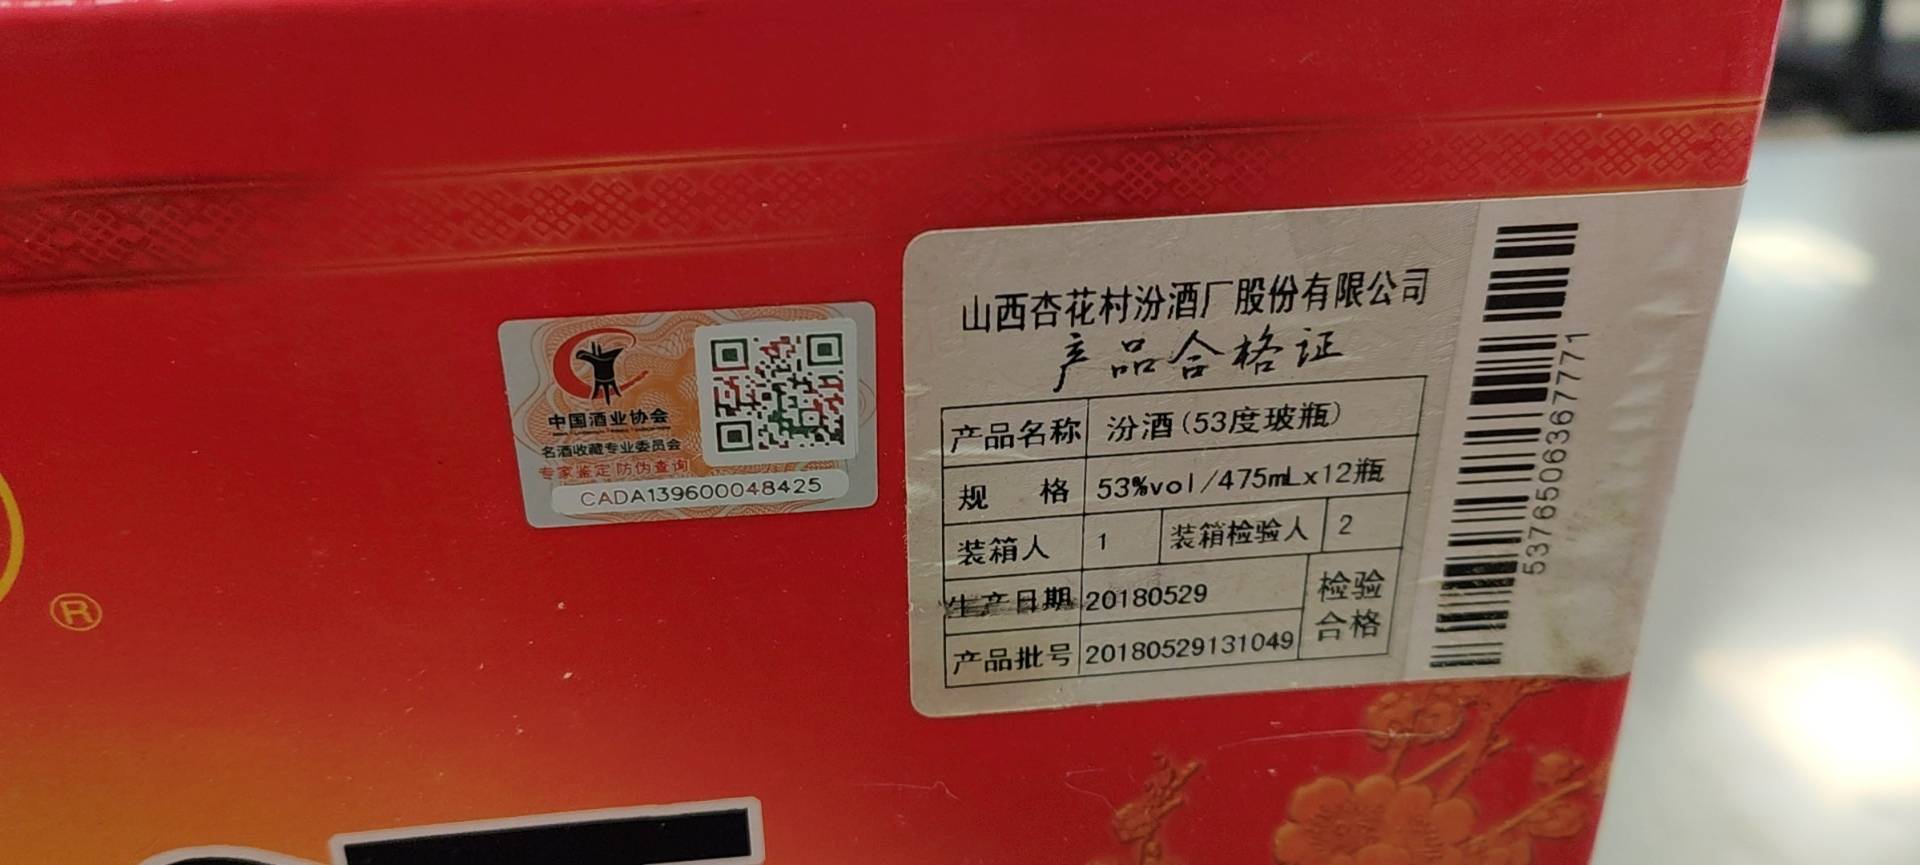 中国酒业协会
名酒收藏专业委员会
专家鉴定 防伪查询
CADA139600048425
®
山西杏花村汾酒厂股份有限公司
产品合格证
产品名称 汾酒(53度玻瓶)
规 格 53%vol/475mLx12瓶
装箱人 1 装箱检验人 2
生产日期 20180529 检验
产品批号 20180529131049 合格
5376506367771